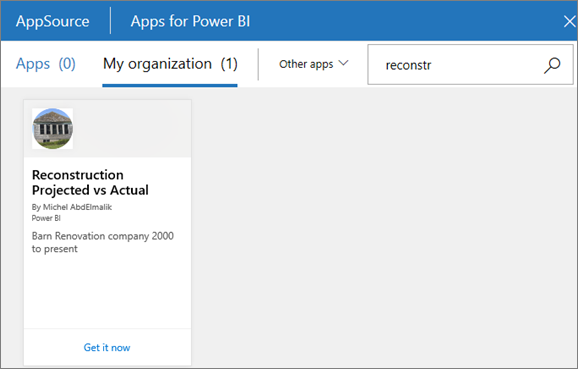 AppSource Apps for Power BI
Apps (0) My organization (1) Other apps reconstr
Reconstruction
Projected vs Actual
By Michel AbdElmalik
Power BI
Barn Renovation company 2000
to present
Get it now